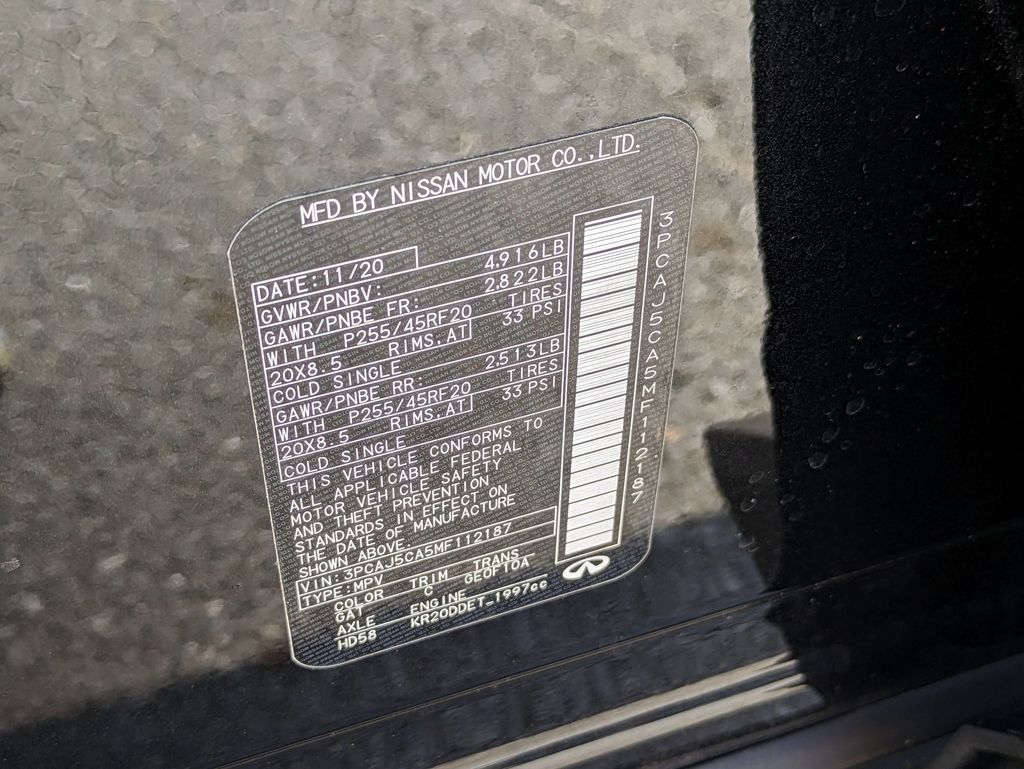 MFD BY NISSAN MOTOR CO.,LTD.
DATE:11/20
GVWR/PNBV: 4,916LB
GAWR/PNBE FR: 2,822LB
WITH P255/45RF20 TIRES
20X8.5 RIMS,AT 33 PSI
COLD SINGLE
GAWR/PNBE RR: 2,513LB
WITH P255/45RF20 TIRES
20X8.5 RIMS,AT 33 PSI
COLD SINGLE
THIS VEHICLE CONFORMS TO
ALL APPLICABLE FEDERAL
MOTOR VEHICLE SAFETY
AND THEFT PREVENTION
STANDARDS IN EFFECT ON
THE DATE OF MANUFACTURE
SHOWN ABOVE.
VIN:3PCAJ5CA5MF112187
TYPE:MPV
COLOR TRIM TRANS
GAT C GE0F10A
AXLE ENGINE
HD58 KR20DDET 1997cc
3PCAJ5CA5MF112187